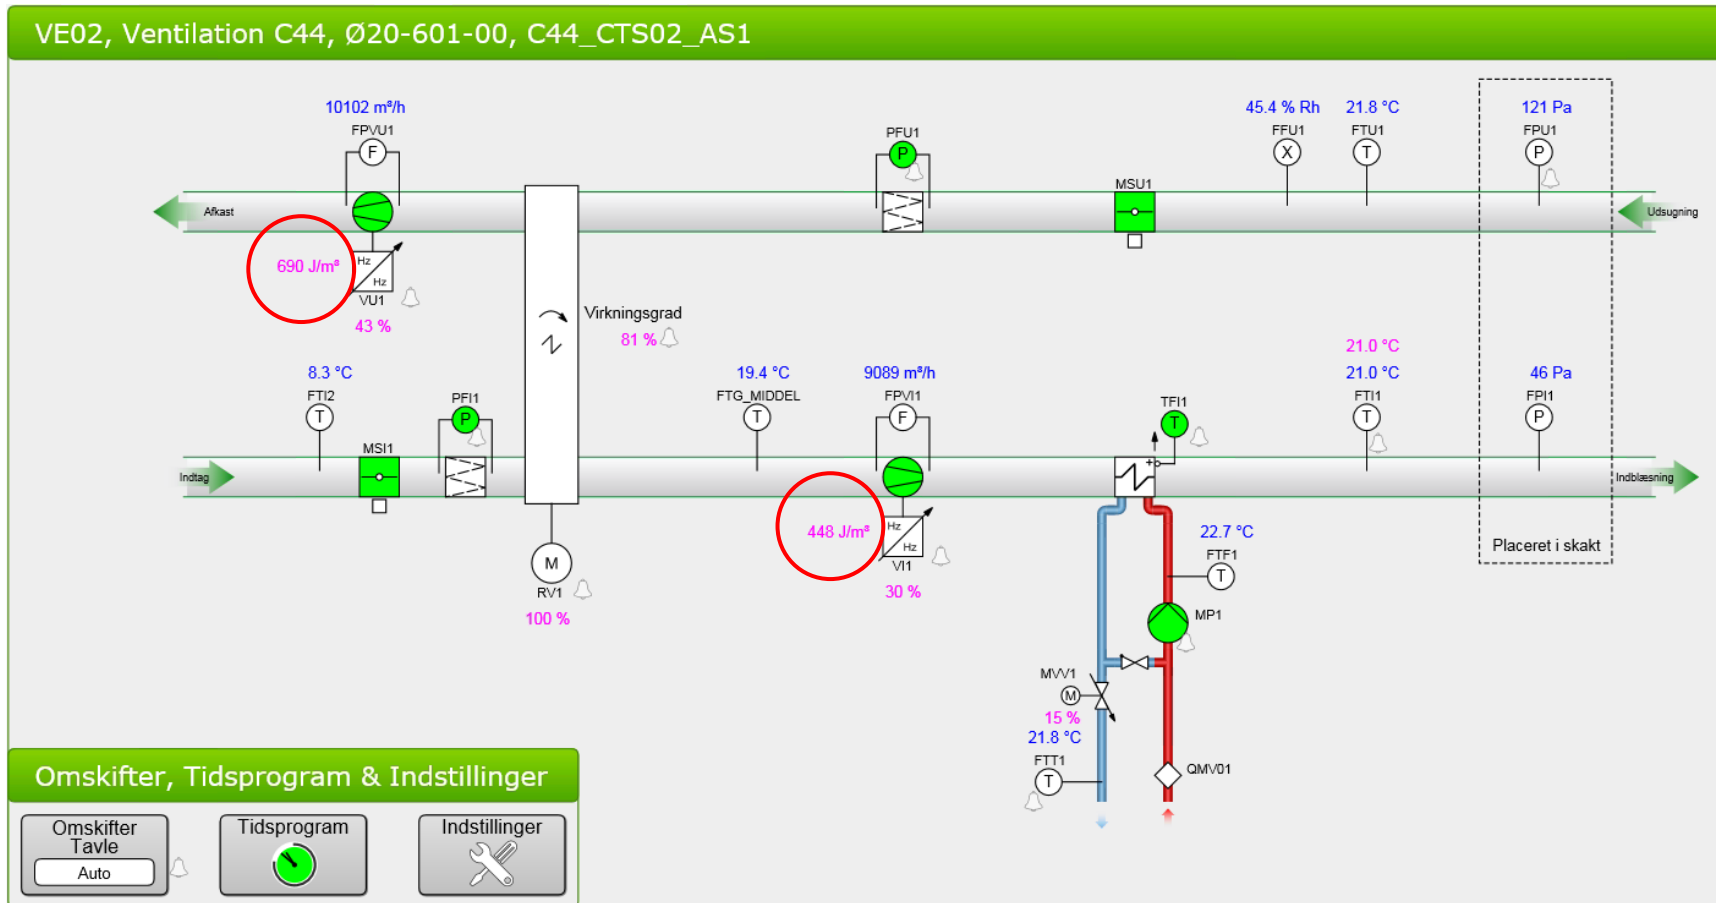 VE02, Ventilation C44, Ø20-601-00, C44_CTS02_AS1
10102 m³/h
FPVU1
F
PFU1
P
45.4 % Rh
FFU1
X
21.8 °C
FTU1
T
121 Pa
FPU1
P
MSU1
Afkast
Udsugning
690 J/m³
Hz
Hz
VU1
43 %
Virkningsgrad
81 %
8.3 °C
FTI2
T
PFI1
P
MSI1
19.4 °C
FTG_MIDDEL
T
9089 m³/h
FPVI1
F
TFI1
T
21.0 °C
21.0 °C
FTI1
T
46 Pa
FPI1
P
Indtag
Indblæsning
448 J/m³
Hz
Hz
VI1
30 %
M
RV1
100 %
22.7 °C
FTF1
T
Placeret i skakt
MP1
MVV1
M
15 %
21.8 °C
FTT1
T
QMV01
Omskifter, Tidsprogram & Indstillinger
Omskifter
Tavle
Auto
Tidsprogram
Indstillinger